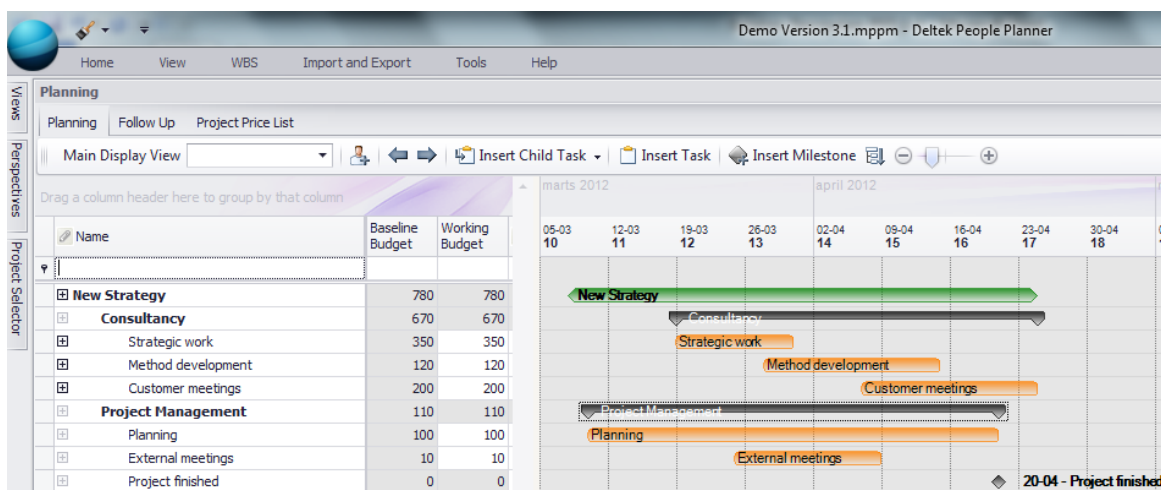 Demo Version 3.1.mppm - Deltek People Planner
Home View WBS Import and Export Tools Help
Views
Perspectives
Project Selector
Planning
Planning Follow Up Project Price List
Main Display View Insert Child Task Insert Task Insert Milestone
Drag a column header here to group by that column
marts 2012 april 2012
Name Baseline Budget Working Budget
05-03 12-03 19-03 26-03 02-04 09-04 16-04 23-04 30-04
10 11 12 13 14 15 16 17 18
New Strategy 780 780 New Strategy
Consultancy 670 670 Consultancy
Strategic work 350 350 Strategic work
Method development 120 120 Method development
Customer meetings 200 200 Customer meetings
Project Management 110 110 Project Management
Planning 100 100 Planning
External meetings 10 10 External meetings
Project finished 0 0 20-04 - Project finished